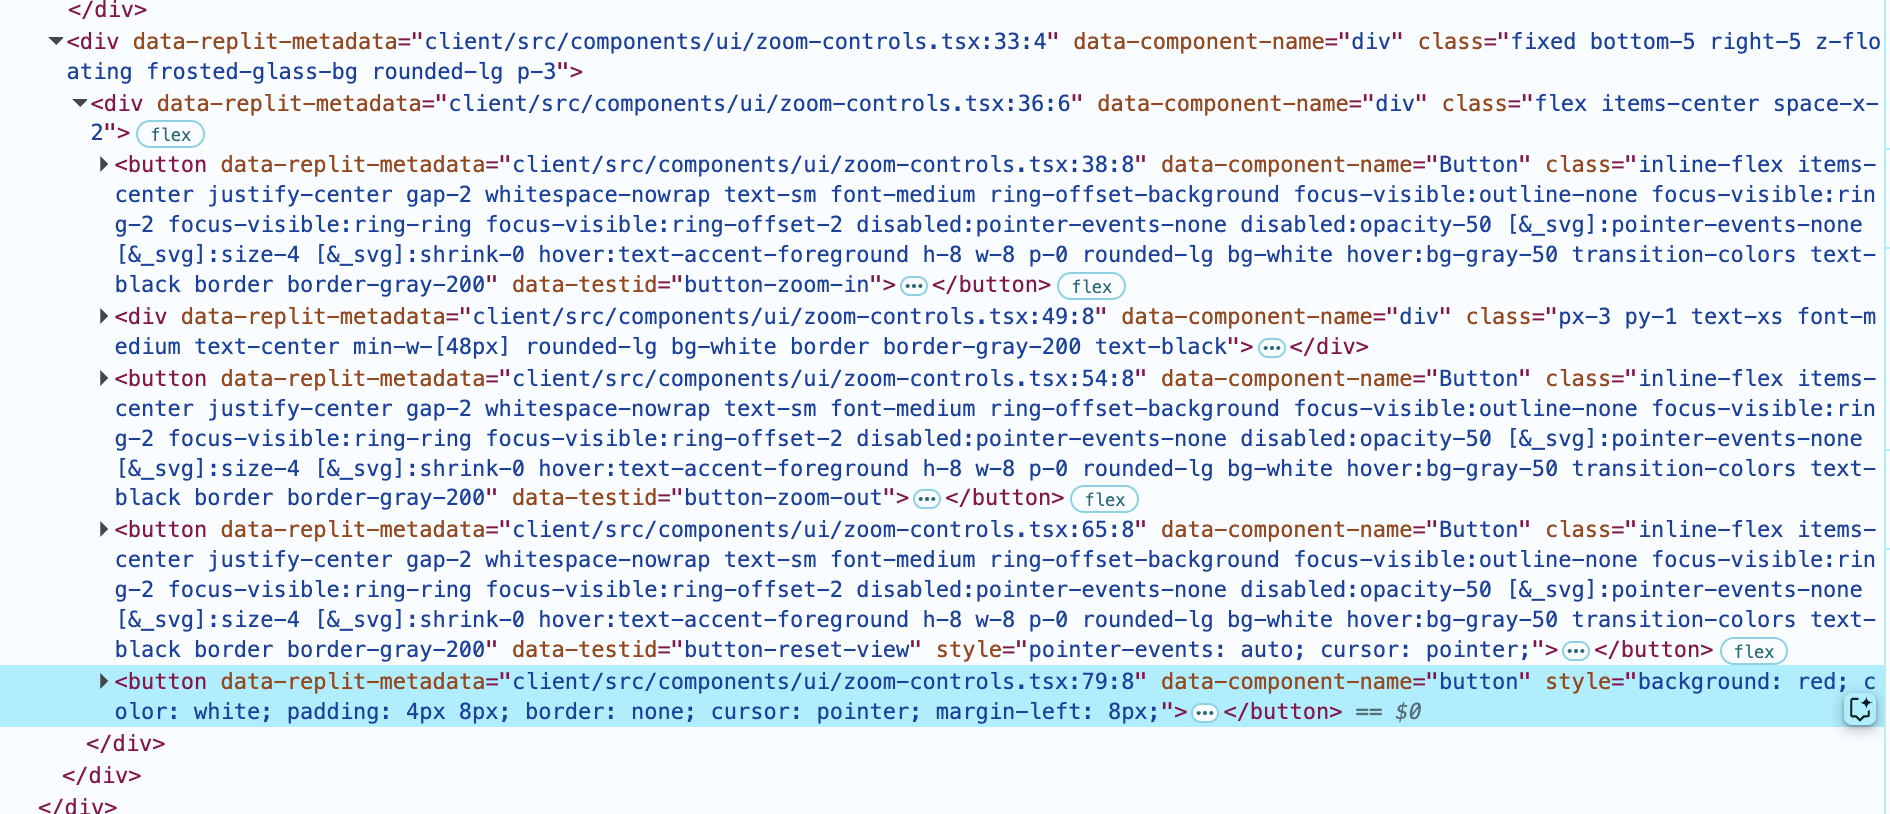 </div>
<div data-replit-metadata="client/src/components/ui/zoom-controls.tsx:33:4" data-component-name="div" class="fixed bottom-5 right-5 z-flo
ating frosted-glass-bg rounded-lg p-3">
<div data-replit-metadata="client/src/components/ui/zoom-controls.tsx:36:6" data-component-name="div" class="flex items-center space-x-
2"> flex
<button data-replit-metadata="client/src/components/ui/zoom-controls.tsx:38:8" data-component-name="Button" class="inline-flex items-
center justify-center gap-2 whitespace-nowrap text-sm font-medium ring-offset-background focus-visible:outline-none focus-visible:rin
g-2 focus-visible:ring-ring focus-visible:ring-offset-2 disabled:pointer-events-none disabled:opacity-50 [&_svg]:pointer-events-none
[&_svg]:size-4 [&_svg]:shrink-0 hover:text-accent-foreground h-8 w-8 p-0 rounded-lg bg-white hover:bg-gray-50 transition-colors text-
black border border-gray-200" data-testid="button-zoom-in">…</button> flex
<div data-replit-metadata="client/src/components/ui/zoom-controls.tsx:49:8" data-component-name="div" class="px-3 py-1 text-xs font-m
edium text-center min-w-[48px] rounded-lg bg-white border border-gray-200 text-black">…</div>
<button data-replit-metadata="client/src/components/ui/zoom-controls.tsx:54:8" data-component-name="Button" class="inline-flex items-
center justify-center gap-2 whitespace-nowrap text-sm font-medium ring-offset-background focus-visible:outline-none focus-visible:rin
g-2 focus-visible:ring-ring focus-visible:ring-offset-2 disabled:pointer-events-none disabled:opacity-50 [&_svg]:pointer-events-none
[&_svg]:size-4 [&_svg]:shrink-0 hover:text-accent-foreground h-8 w-8 p-0 rounded-lg bg-white hover:bg-gray-50 transition-colors text-
black border border-gray-200" data-testid="button-zoom-out">…</button> flex
<button data-replit-metadata="client/src/components/ui/zoom-controls.tsx:65:8" data-component-name="Button" class="inline-flex items-
center justify-center gap-2 whitespace-nowrap text-sm font-medium ring-offset-background focus-visible:outline-none focus-visible:rin
g-2 focus-visible:ring-ring focus-visible:ring-offset-2 disabled:pointer-events-none disabled:opacity-50 [&_svg]:pointer-events-none
[&_svg]:size-4 [&_svg]:shrink-0 hover:text-accent-foreground h-8 w-8 p-0 rounded-lg bg-white hover:bg-gray-50 transition-colors text-
black border border-gray-200" data-testid="button-reset-view" style="pointer-events: auto; cursor: pointer;">…</button> flex
<button data-replit-metadata="client/src/components/ui/zoom-controls.tsx:79:8" data-component-name="button" style="background: red; c
olor: white; padding: 4px 8px; border: none; cursor: pointer; margin-left: 8px;">…</button> == $0
</div>
</div>
</div>